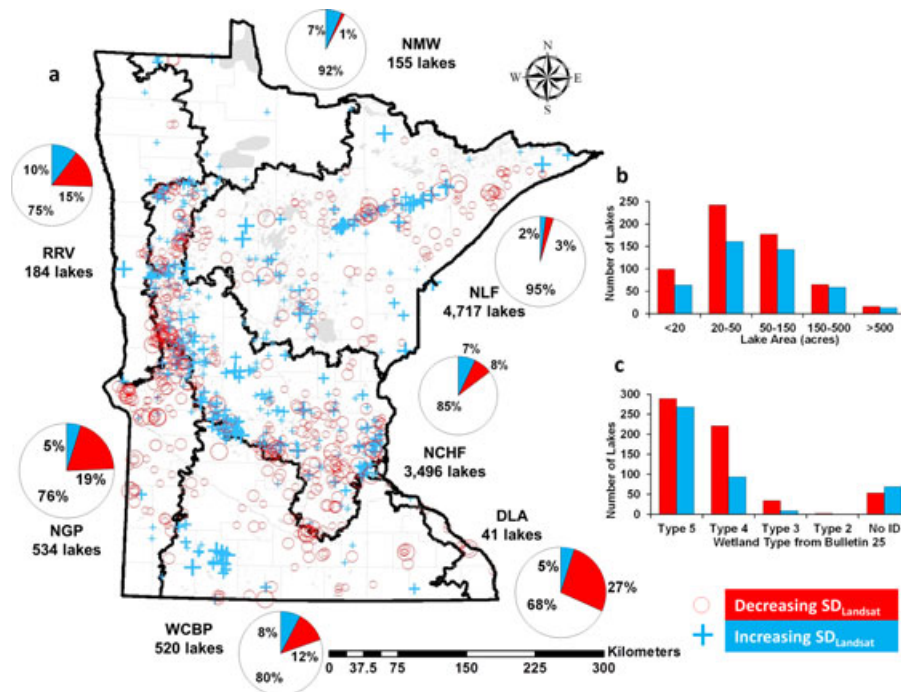 a
7%
1%
92%
NMW
155 lakes
N
W
E
S
10%
15%
75%
RRV
184 lakes
2%
3%
95%
NLF
4,717 lakes
7%
8%
85%
NCHF
3,496 lakes
5%
19%
76%
NGP
534 lakes
DLA
41 lakes
5%
27%
68%
WCBP
520 lakes
8%
12%
80%
Kilometers
0 37.5 75 150 225 300
b
Number of Lakes
250
200
150
100
50
0
<20 20-50 50-150 150-500 >500
Lake Area (acres)
c
Number of Lakes
300
250
200
150
100
50
0
Type 5 Type 4 Type 3 Type 2 No ID
Wetland Type from Bulletin 25
Decreasing SDLandsat
Increasing SDLandsat